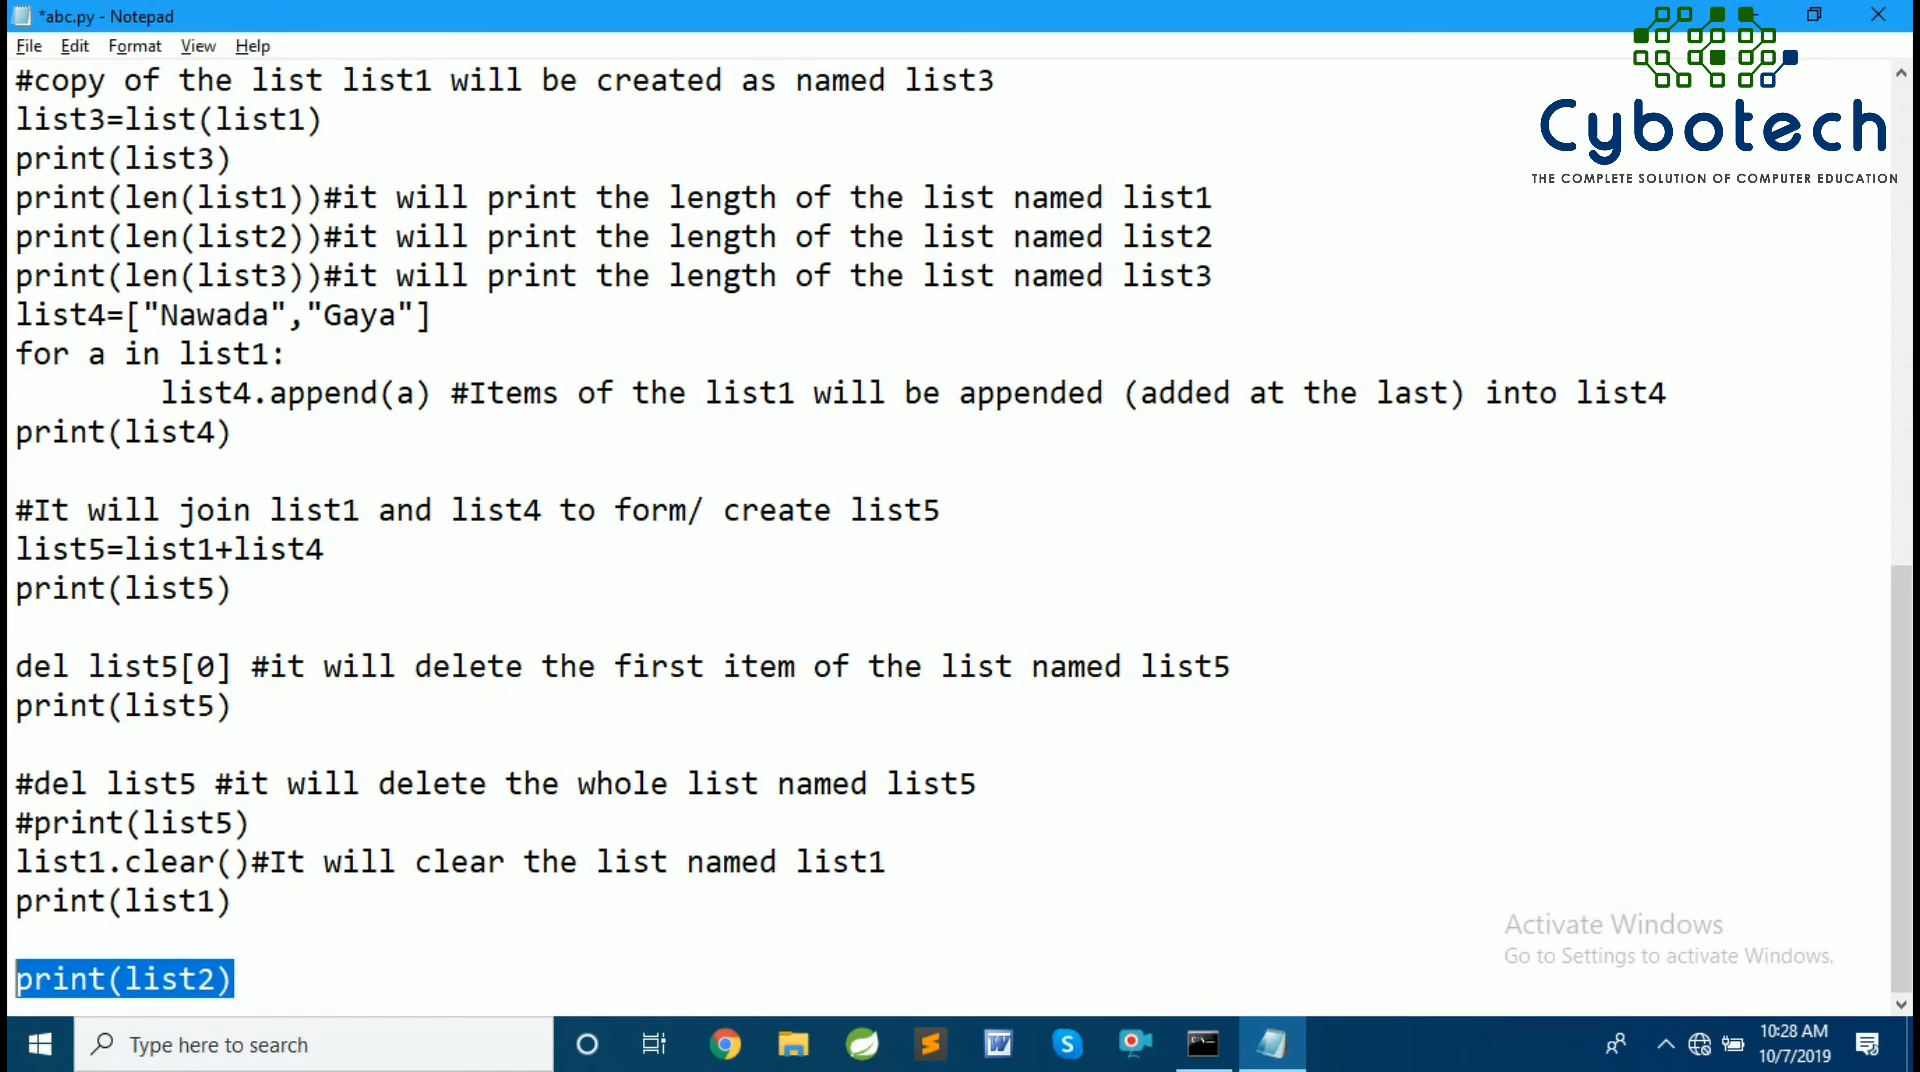 *abc.py - Notepad
File Edit Format View Help
#copy of the list list1 will be created as named list3
list3=list(list1)
print(list3)
print(len(list1))#it will print the length of the list named list1
print(len(list2))#it will print the length of the list named list2
print(len(list3))#it will print the length of the list named list3
list4=["Nawada","Gaya"]
for a in list1:
        list4.append(a) #Items of the list1 will be appended (added at the last) into list4
print(list4)
#It will join list1 and list4 to form/ create list5
list5=list1+list4
print(list5)
del list5[0] #it will delete the first item of the list named list5
print(list5)
#del list5 #it will delete the whole list named list5
#print(list5)
list1.clear()#It will clear the list named list1
print(list1)
print(list2)
Cybotech
THE COMPLETE SOLUTION OF COMPUTER EDUCATION
Activate Windows
Go to Settings to activate Windows.
Type here to search
10:28 AM
10/7/2019